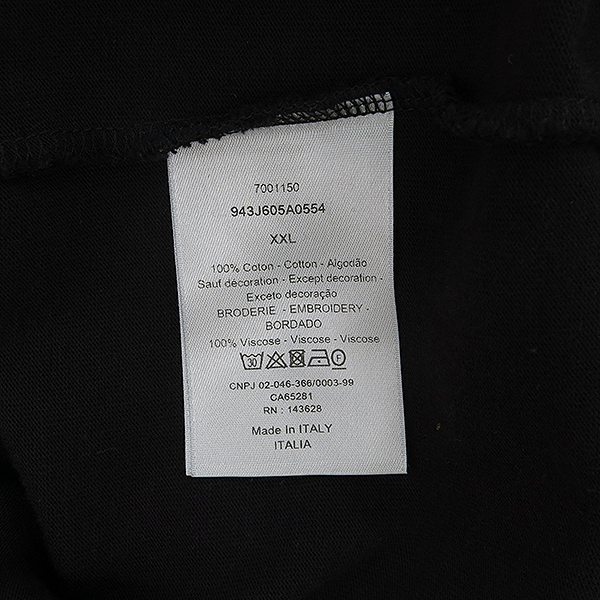 7001150
943J605A0554
XXL
100% Coton - Cotton - Algodão
Sauf décoration - Except decoration -
Exceto decoração
BRODERIE - EMBROIDERY -
BORDADO
100% Viscose - Viscose - Viscose
30 F
CNPJ 02-046-366/0003-99
CA65281
RN : 143628
Made In ITALY
ITALIA